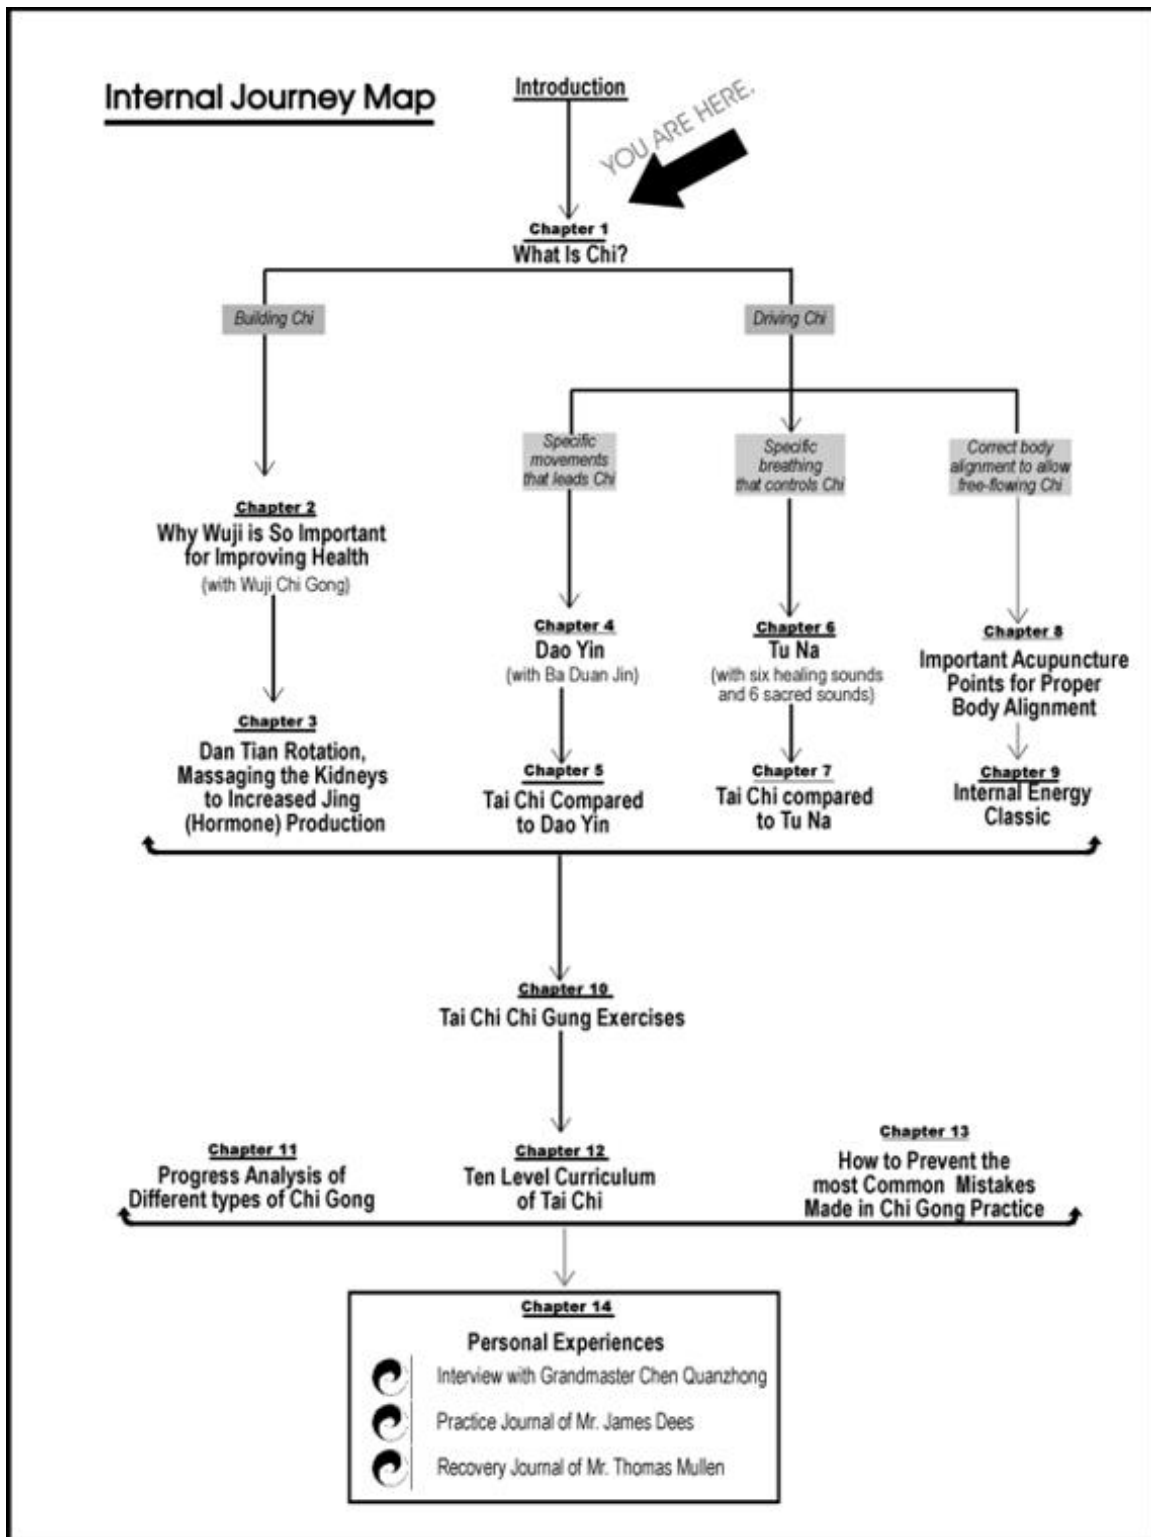 Internal Journey Map
Introduction
YOU ARE HERE.
Chapter 1
What Is Chi?
Building Chi
Driving Chi
Specific
movements
that leads Chi
Specific
breathing
that controls Chi
Correct body
alignment to allow
free-flowing Chi
Chapter 2
Why Wuji is So Important
for Improving Health
(with Wuji Chi Gong)
Chapter 3
Dan Tian Rotation,
Massaging the Kidneys
to Increased Jing
(Hormone) Production
Chapter 4
Dao Yin
(with Ba Duan Jin)
Chapter 5
Tai Chi Compared
to Dao Yin
Chapter 6
Tu Na
(with six healing sounds
and 6 sacred sounds)
Chapter 7
Tai Chi compared
to Tu Na
Chapter 8
Important Acupuncture
Points for Proper
Body Alignment
Chapter 9
Internal Energy
Classic
Chapter 10
Tai Chi Chi Gung Exercises
Chapter 11
Progress Analysis of
Different types of Chi Gong
Chapter 12
Ten Level Curriculum
of Tai Chi
Chapter 13
How to Prevent the
most Common Mistakes
Made in Chi Gong Practice
Chapter 14
Personal Experiences
Interview with Grandmaster Chen Quanzhong
Practice Journal of Mr. James Dees
Recovery Journal of Mr. Thomas Mullen